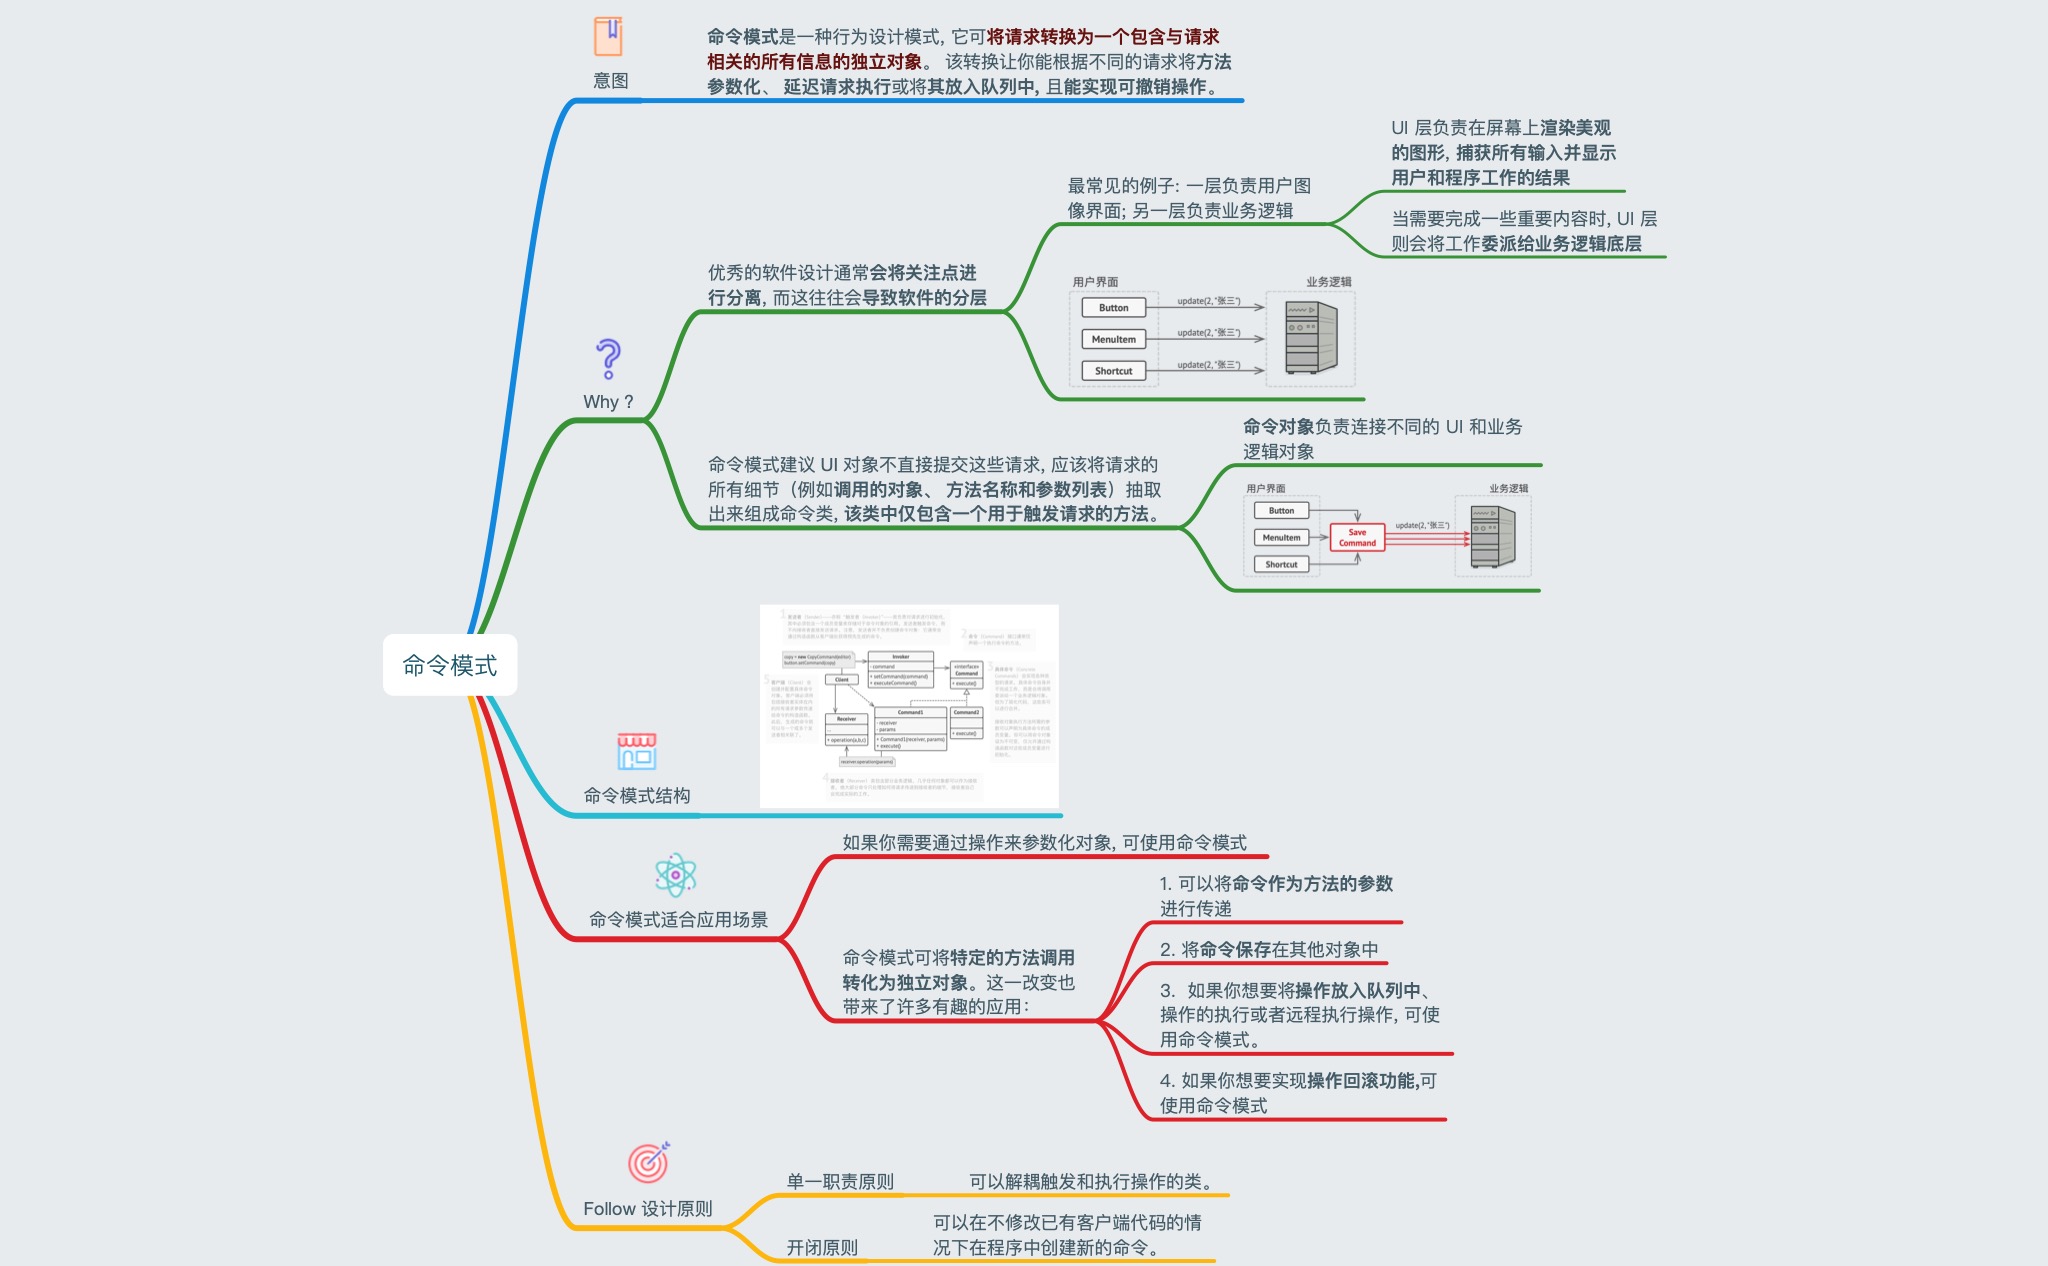 命令模式是一种行为设计模式, 它可将请求转换为一个包含与请求
相关的所有信息的独立对象。 该转换让你能根据不同的请求将方法
参数化、 延迟请求执行或将其放入队列中, 且能实现可撤销操作。
意图
UI 层负责在屏幕上渲染美观
的图形, 捕获所有输入并显示
用户和程序工作的结果
最常见的例子: 一层负责用户图
像界面; 另一层负责业务逻辑
当需要完成一些重要内容时, UI 层
则会将工作委派给业务逻辑底层
优秀的软件设计通常会将关注点进
行分离, 而这往往会导致软件的分层
用户界面
业务逻辑
Button
update(2,"张三")
MenuItem
update(2,"张三")
Shortcut
update(2,"张三")
Why ?
命令对象负责连接不同的 UI 和业务
逻辑对象
命令模式建议 UI 对象不直接提交这些请求, 应该将请求的
所有细节（例如调用的对象、 方法名称和参数列表）抽取
出来组成命令类, 该类中仅包含一个用于触发请求的方法。
用户界面
业务逻辑
Button
MenuItem
Shortcut
Save
Command
update(2,"张三")
命令模式
copy = new CopyCommand(editor)
button.setCommand(copy)
Invoker
- command
+ setCommand(command)
+ executeCommand()
«interface»
Command
+ execute()
Client
Receiver
...
+ operation(a,b,c)
Command1
- receiver
- params
+ Command1(receiver, params)
+ execute()
Command2
+ execute()
receiver.operation(params)
命令模式结构
如果你需要通过操作来参数化对象, 可使用命令模式
命令模式适合应用场景
1. 可以将命令作为方法的参数
进行传递
2. 将命令保存在其他对象中
命令模式可将特定的方法调用
转化为独立对象。这一改变也
带来了许多有趣的应用：
3.  如果你想要将操作放入队列中、
操作的执行或者远程执行操作, 可使
用命令模式。
4. 如果你想要实现操作回滚功能,可
使用命令模式
Follow 设计原则
单一职责原则
可以解耦触发和执行操作的类。
开闭原则
可以在不修改已有客户端代码的情
况下在程序中创建新的命令。